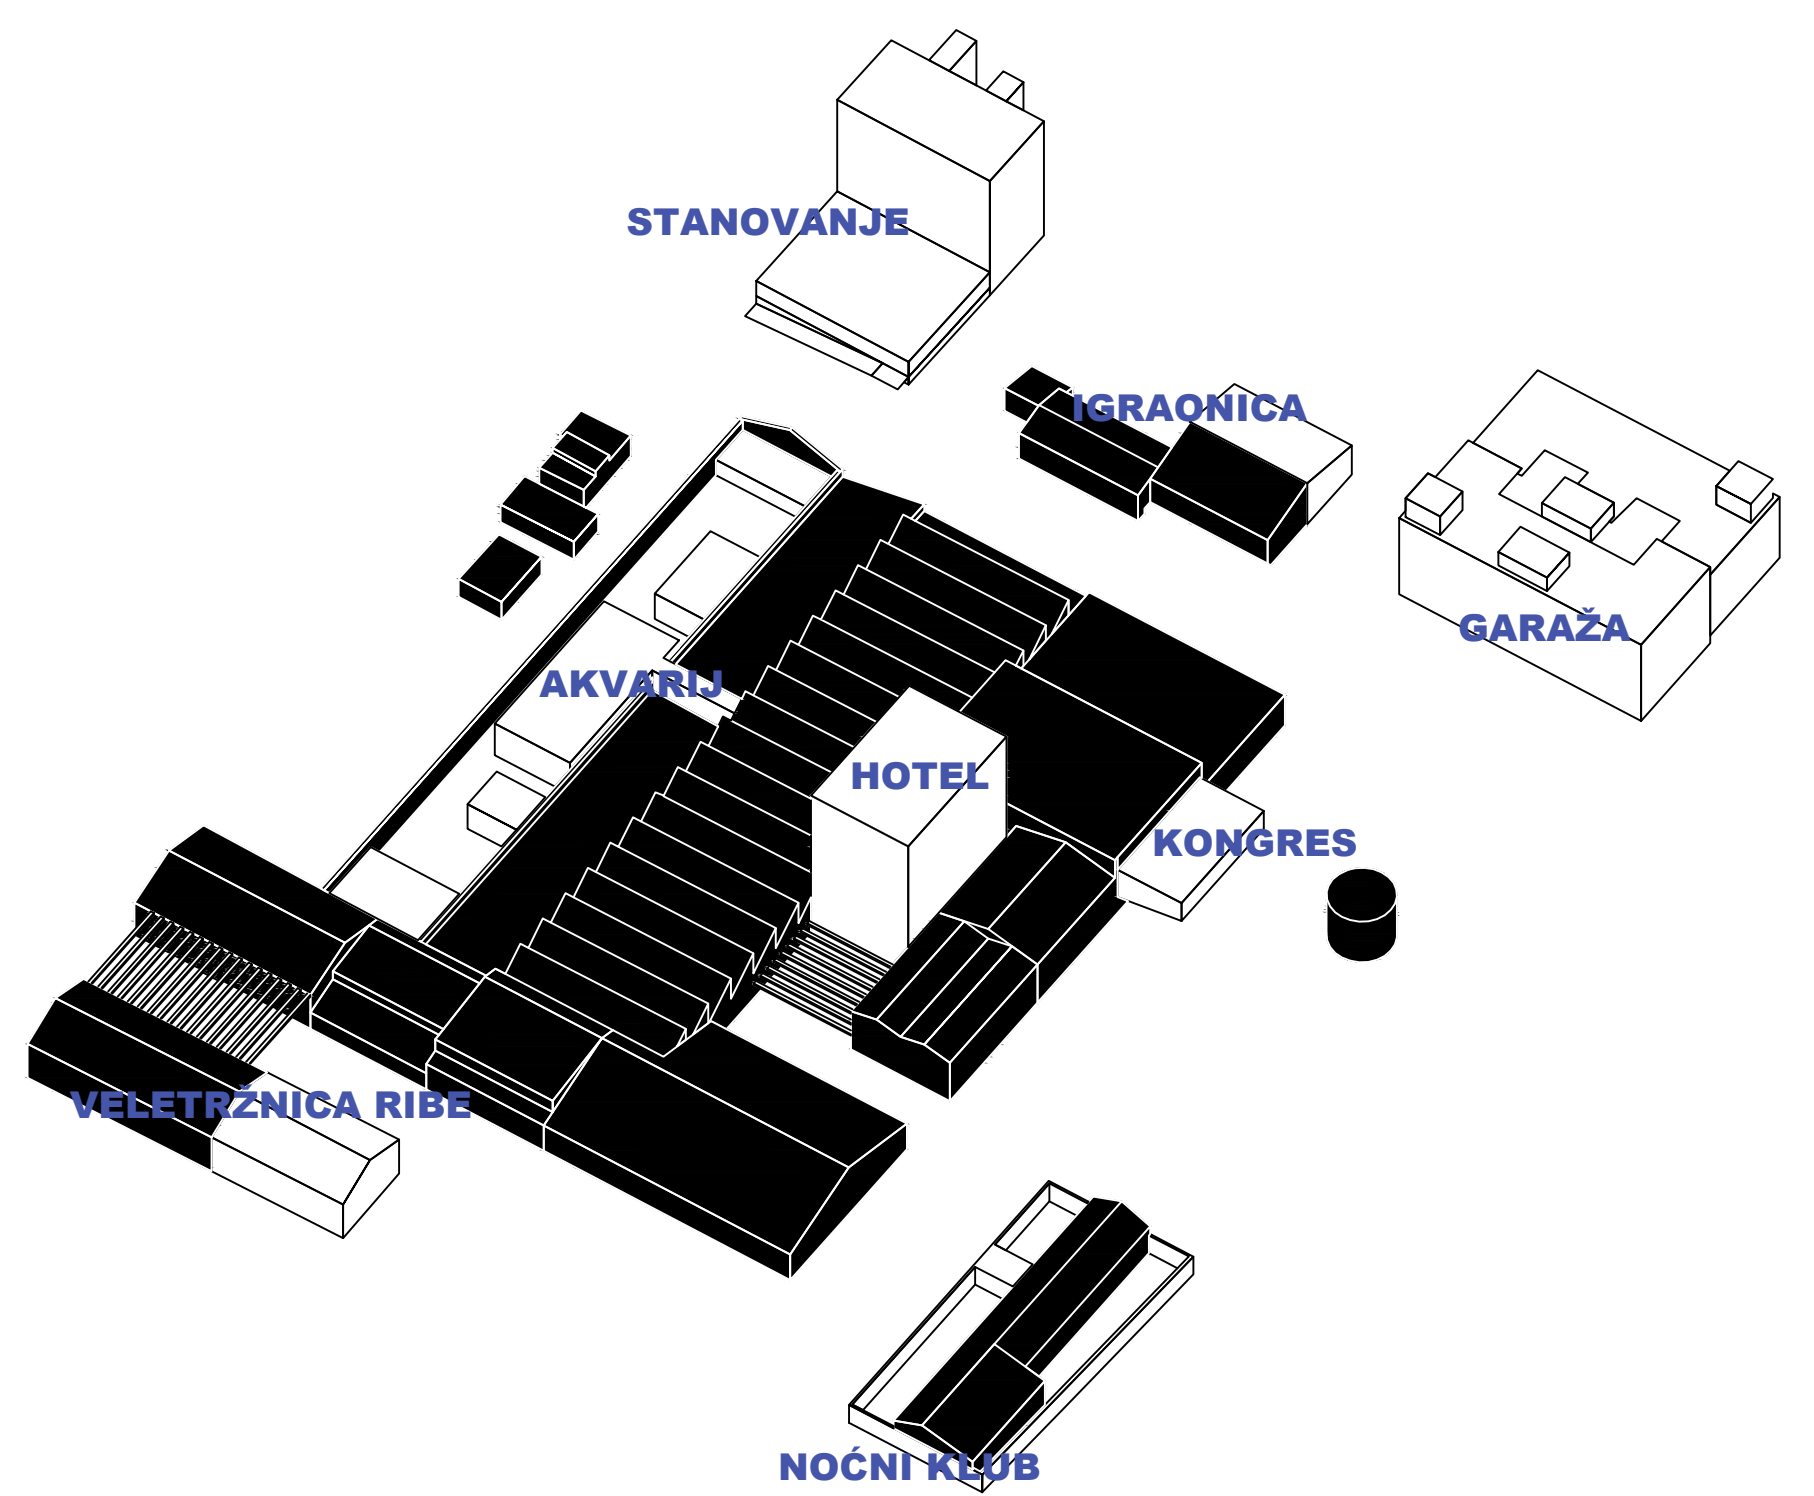 STANOVANJE
IGRAONICA
GARAŽA
AKVARIJ
HOTEL
KONGRES
VELETRŽNICA RIBE
NOĆNI KLUB